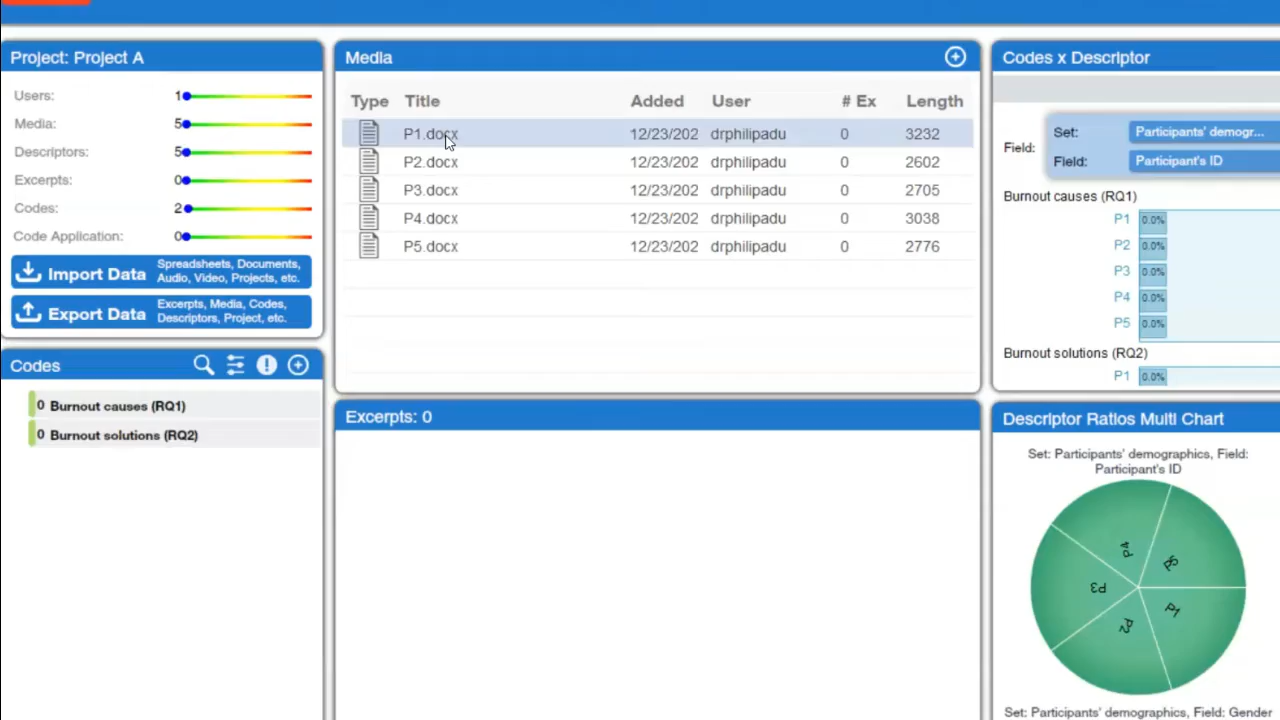 Project: Project A
Users: 1
Media: 5
Descriptors: 5
Excerpts: 0
Codes: 2
Code Application: 0
Import Data Spreadsheets, Documents, Audio, Video, Projects, etc.
Export Data Excerpts, Media, Codes, Descriptors, Project, etc.
Codes
0 Burnout causes (RQ1)
0 Burnout solutions (RQ2)
Media
Type Title Added User # Ex Length
P1.docx 12/23/202 drphilipadu 0 3232
P2.docx 12/23/202 drphilipadu 0 2602
P3.docx 12/23/202 drphilipadu 0 2705
P4.docx 12/23/202 drphilipadu 0 3038
P5.docx 12/23/202 drphilipadu 0 2776
Excerpts: 0
Codes x Descriptor
Field:
Set: Participants' demogr...
Field: Participant's ID
Burnout causes (RQ1)
P1 0.0%
P2 0.0%
P3 0.0%
P4 0.0%
P5 0.0%
Burnout solutions (RQ2)
P1 0.0%
Descriptor Ratios Multi Chart
Set: Participants' demographics, Field:
Participant's ID
P4
P5
P3
P1
P2
Set: Participants' demographics, Field: Gender